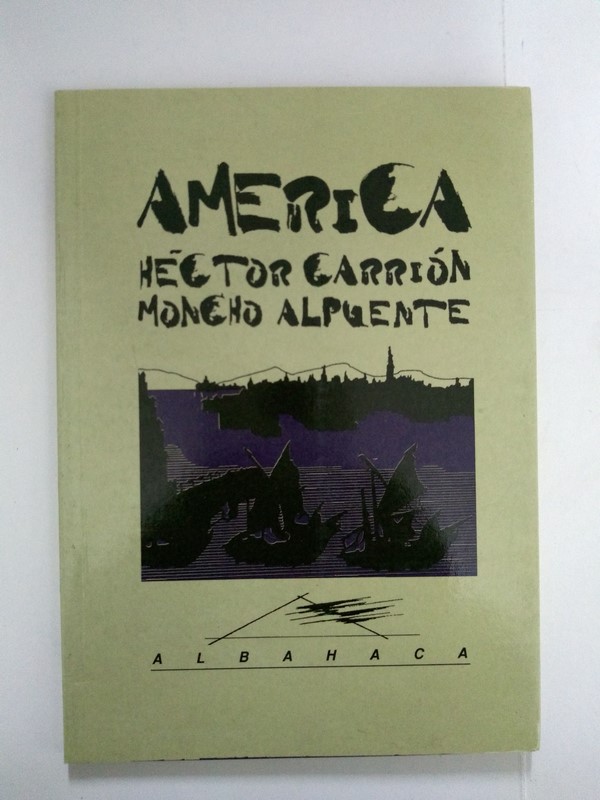 AMERICA
HÉCTOR CARRIÓN
MONCHO ALPUENTE
ALBAHACA